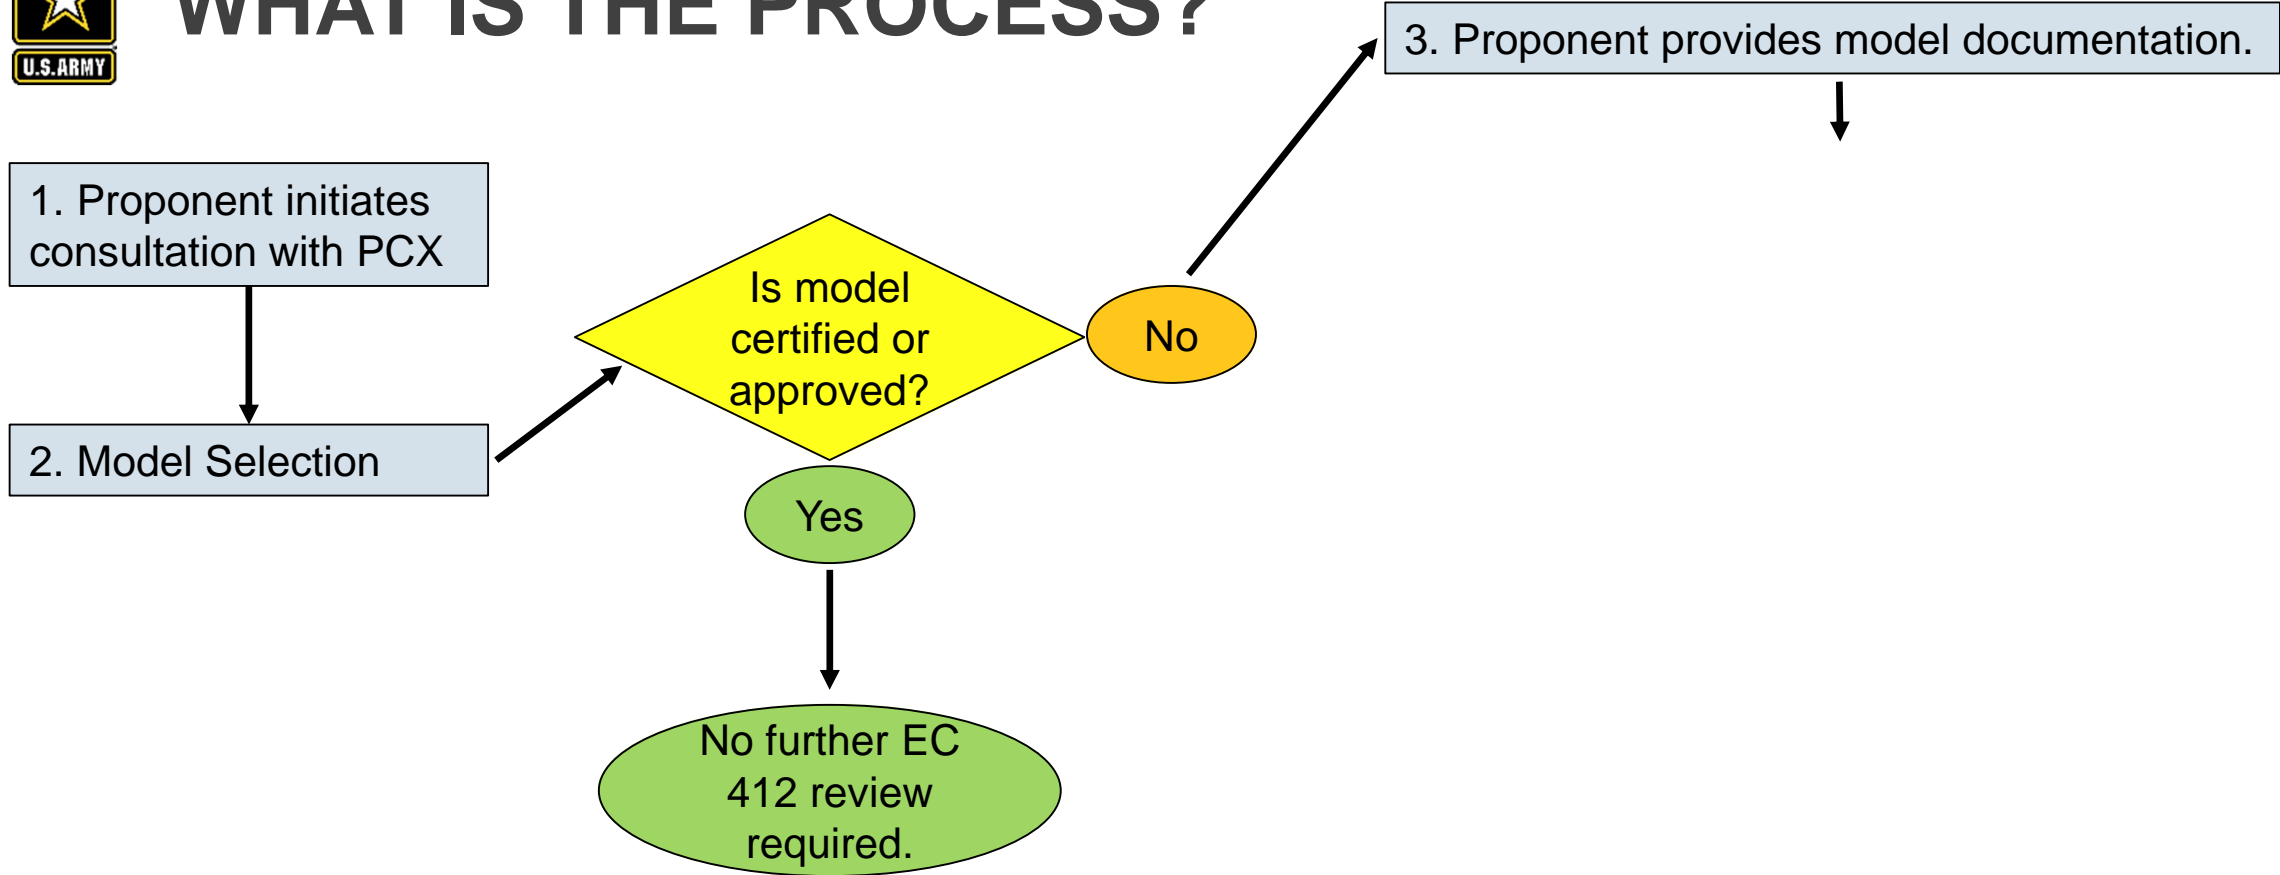 WHAT IS THE PROCESS?
U.S.ARMY
3. Proponent provides model documentation.
1. Proponent initiates
consultation with PCX
2. Model Selection
Is model
certified or
approved?
No
Yes
No further EC
412 review
required.